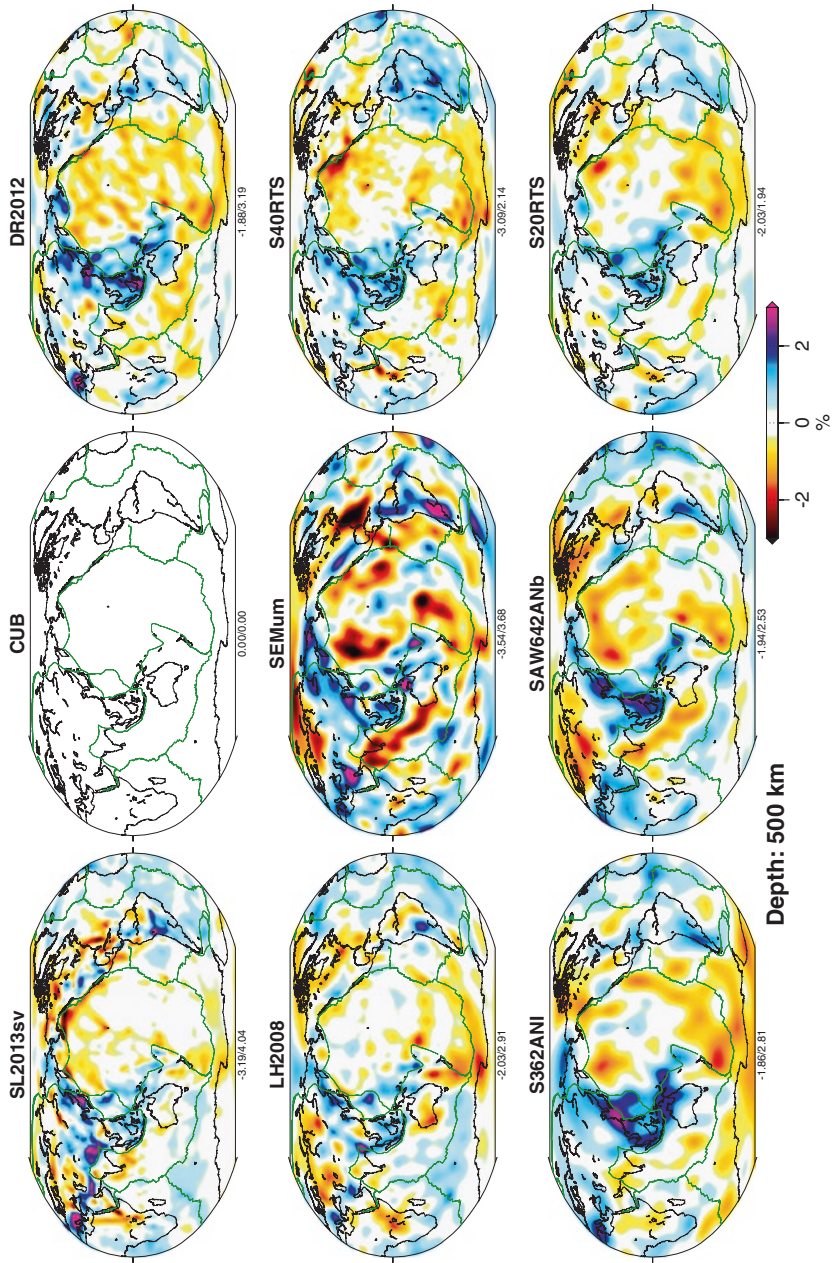 SL2013sv
-3.19/4.04
CUB
0.00/0.00
DR2012
-1.88/3.19
LH2008
-2.03/2.91
SEMum
-3.54/3.68
S40RTS
-3.09/2.14
S362ANI
-1.86/2.81
SAW642ANb
-1.94/2.53
S20RTS
-2.03/1.94
Depth: 500 km
-2 0 2
%